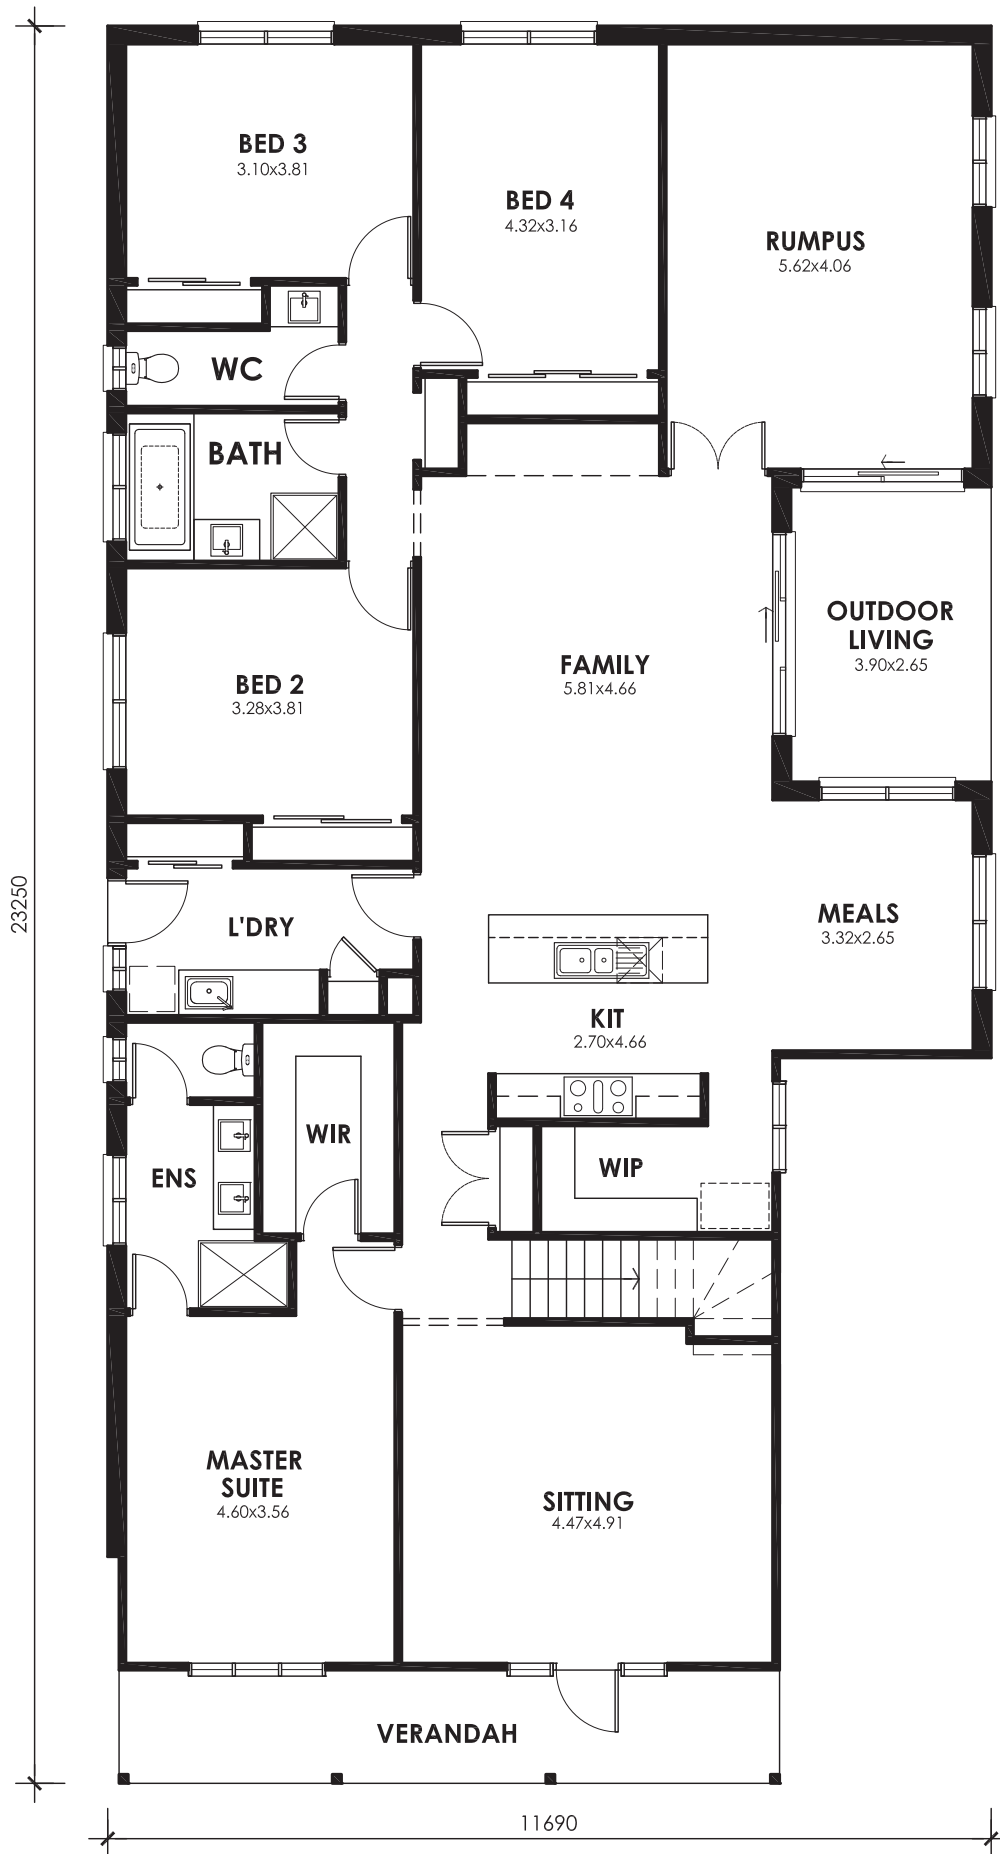 BED 3
3.10x3.81
BED 4
4.32x3.16
RUMPUS
5.62x4.06
WC
BATH
OUTDOOR
LIVING
3.90x2.65
FAMILY
5.81x4.66
BED 2
3.28x3.81
23250
L'DRY
MEALS
3.32x2.65
KIT
2.70x4.66
WIR
WIP
ENS
MASTER
SUITE
4.60x3.56
SITTING
4.47x4.91
VERANDAH
11690